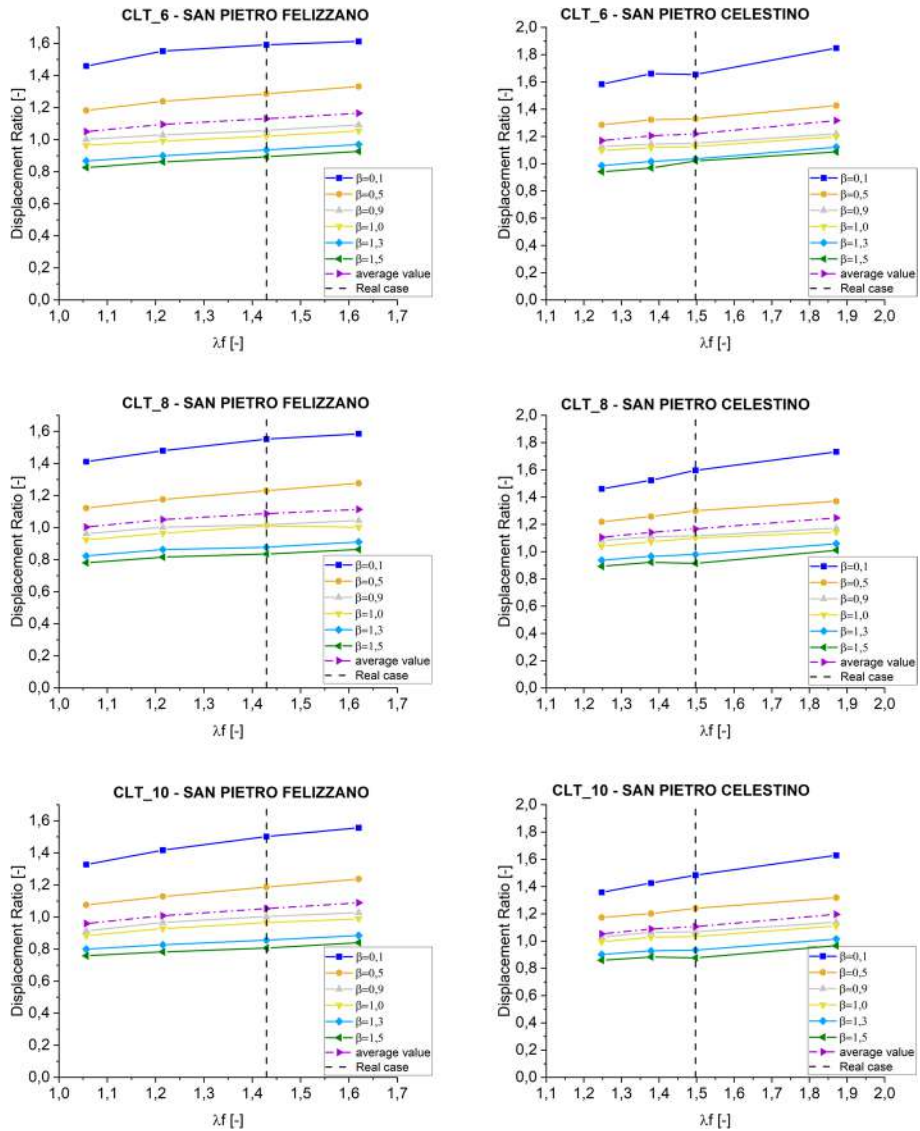 CLT_6 - SAN PIETRO FELIZZANO
Displacement Ratio [-]
1,6
1,4
1,2
1,0
0,8
0,6
0,4
0,2
0,0
β=0,1
β=0,5
β=0,9
β=1,0
β=1,3
β=1,5
average value
Real case
1,0 1,1 1,2 1,3 1,4 1,5 1,6 1,7
λf [-]
CLT_6 - SAN PIETRO CELESTINO
Displacement Ratio [-]
2,0
1,8
1,6
1,4
1,2
1,0
0,8
0,6
0,4
0,2
0,0
β=0,1
β=0,5
β=0,9
β=1,0
β=1,3
β=1,5
average value
Real case
1,1 1,2 1,3 1,4 1,5 1,6 1,7 1,8 1,9 2,0
λf [-]
CLT_8 - SAN PIETRO FELIZZANO
Displacement Ratio [-]
1,6
1,4
1,2
1,0
0,8
0,6
0,4
0,2
0,0
β=0,1
β=0,5
β=0,9
β=1,0
β=1,3
β=1,5
average value
Real case
1,0 1,1 1,2 1,3 1,4 1,5 1,6 1,7
λf [-]
CLT_8 - SAN PIETRO CELESTINO
Displacement Ratio [-]
2,0
1,8
1,6
1,4
1,2
1,0
0,8
0,6
0,4
0,2
0,0
β=0,1
β=0,5
β=0,9
β=1,0
β=1,3
β=1,5
average value
Real case
1,1 1,2 1,3 1,4 1,5 1,6 1,7 1,8 1,9 2,0
λf [-]
CLT_10 - SAN PIETRO FELIZZANO
Displacement Ratio [-]
1,6
1,4
1,2
1,0
0,8
0,6
0,4
0,2
0,0
β=0,1
β=0,5
β=0,9
β=1,0
β=1,3
β=1,5
average value
Real case
1,0 1,1 1,2 1,3 1,4 1,5 1,6 1,7
λf [-]
CLT_10 - SAN PIETRO CELESTINO
Displacement Ratio [-]
2,0
1,8
1,6
1,4
1,2
1,0
0,8
0,6
0,4
0,2
0,0
β=0,1
β=0,5
β=0,9
β=1,0
β=1,3
β=1,5
average value
Real case
1,1 1,2 1,3 1,4 1,5 1,6 1,7 1,8 1,9 2,0
λf [-]